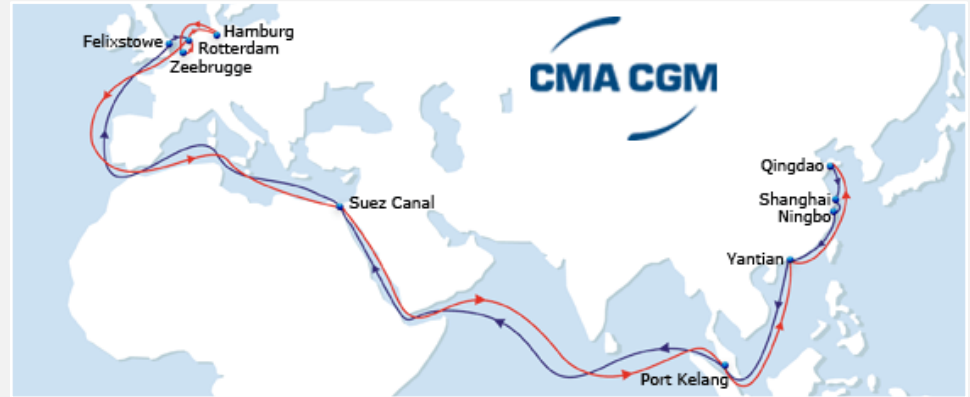 Hamburg
Felixstowe
Rotterdam
Zeebrugge
CMA CGM
Qingdao
Shanghai
Ningbo
Suez Canal
Yantian
Port Kelang